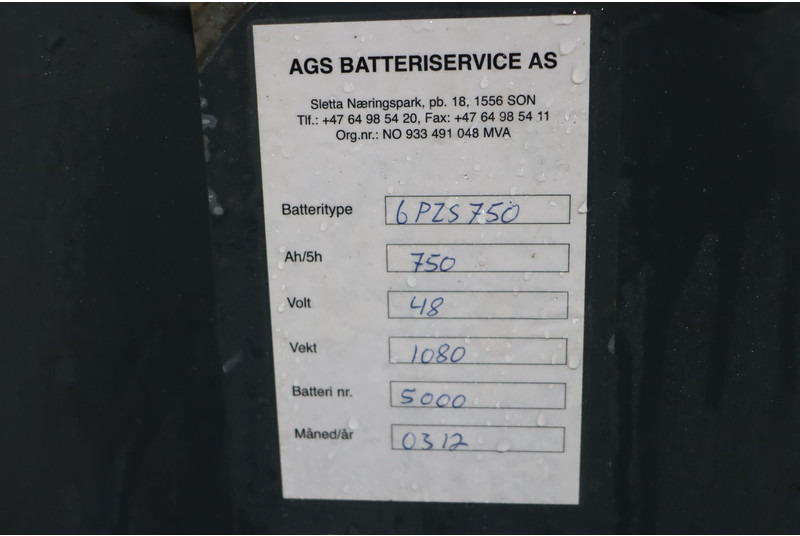 AGS BATTERISERVICE AS
Sletta Næringspark, pb. 18, 1556 SON
Tlf.: +47 64 98 54 20, Fax: +47 64 98 54 11
Org.nr.: NO 933 491 048 MVA
Batteritype 6PZS750
Ah/5h 750
Volt 48
Vekt 1080
Batteri nr. 5000
Måned/år 0312